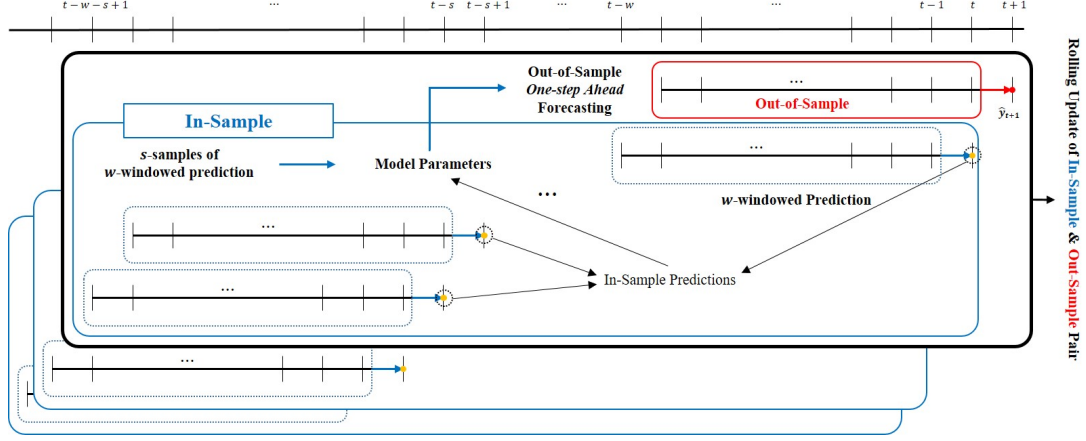 t − w − s + 1
...
t − s
t − s + 1
...
t − w
...
t − 1
t
t + 1
Out-of-Sample
One-step Ahead
Forecasting
...
Out-of-Sample
ŷ_{t+1}
In-Sample
s-samples of
w-windowed prediction
Model Parameters
...
...
w-windowed Prediction
...
In-Sample Predictions
...
...
Rolling Update of In-Sample & Out-Sample Pair